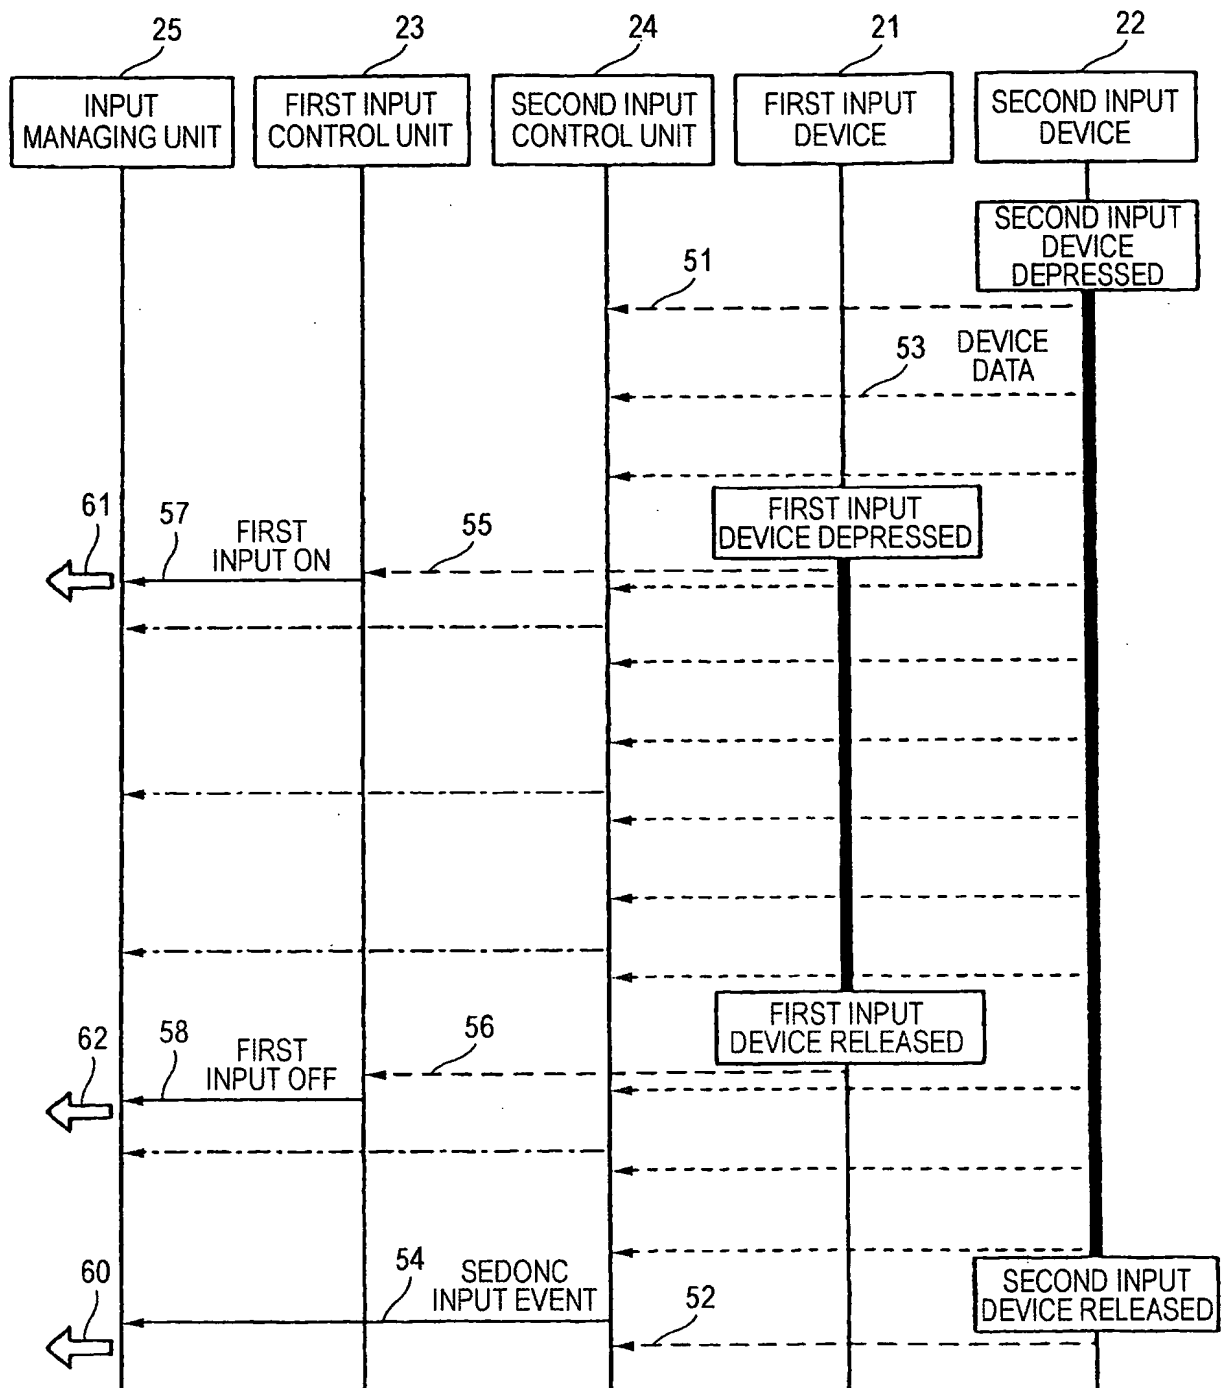 25
23
24
21
22
INPUT
MANAGING UNIT
FIRST INPUT
CONTROL UNIT
SECOND INPUT
CONTROL UNIT
FIRST INPUT
DEVICE
SECOND INPUT
DEVICE
SECOND INPUT
DEVICE
DEPRESSED
51
53
DEVICE
DATA
FIRST INPUT
DEVICE DEPRESSED
61
57
FIRST
INPUT ON
55
FIRST INPUT
DEVICE RELEASED
62
58
FIRST
INPUT OFF
56
60
54
SEDONC
INPUT EVENT
52
SECOND INPUT
DEVICE RELEASED